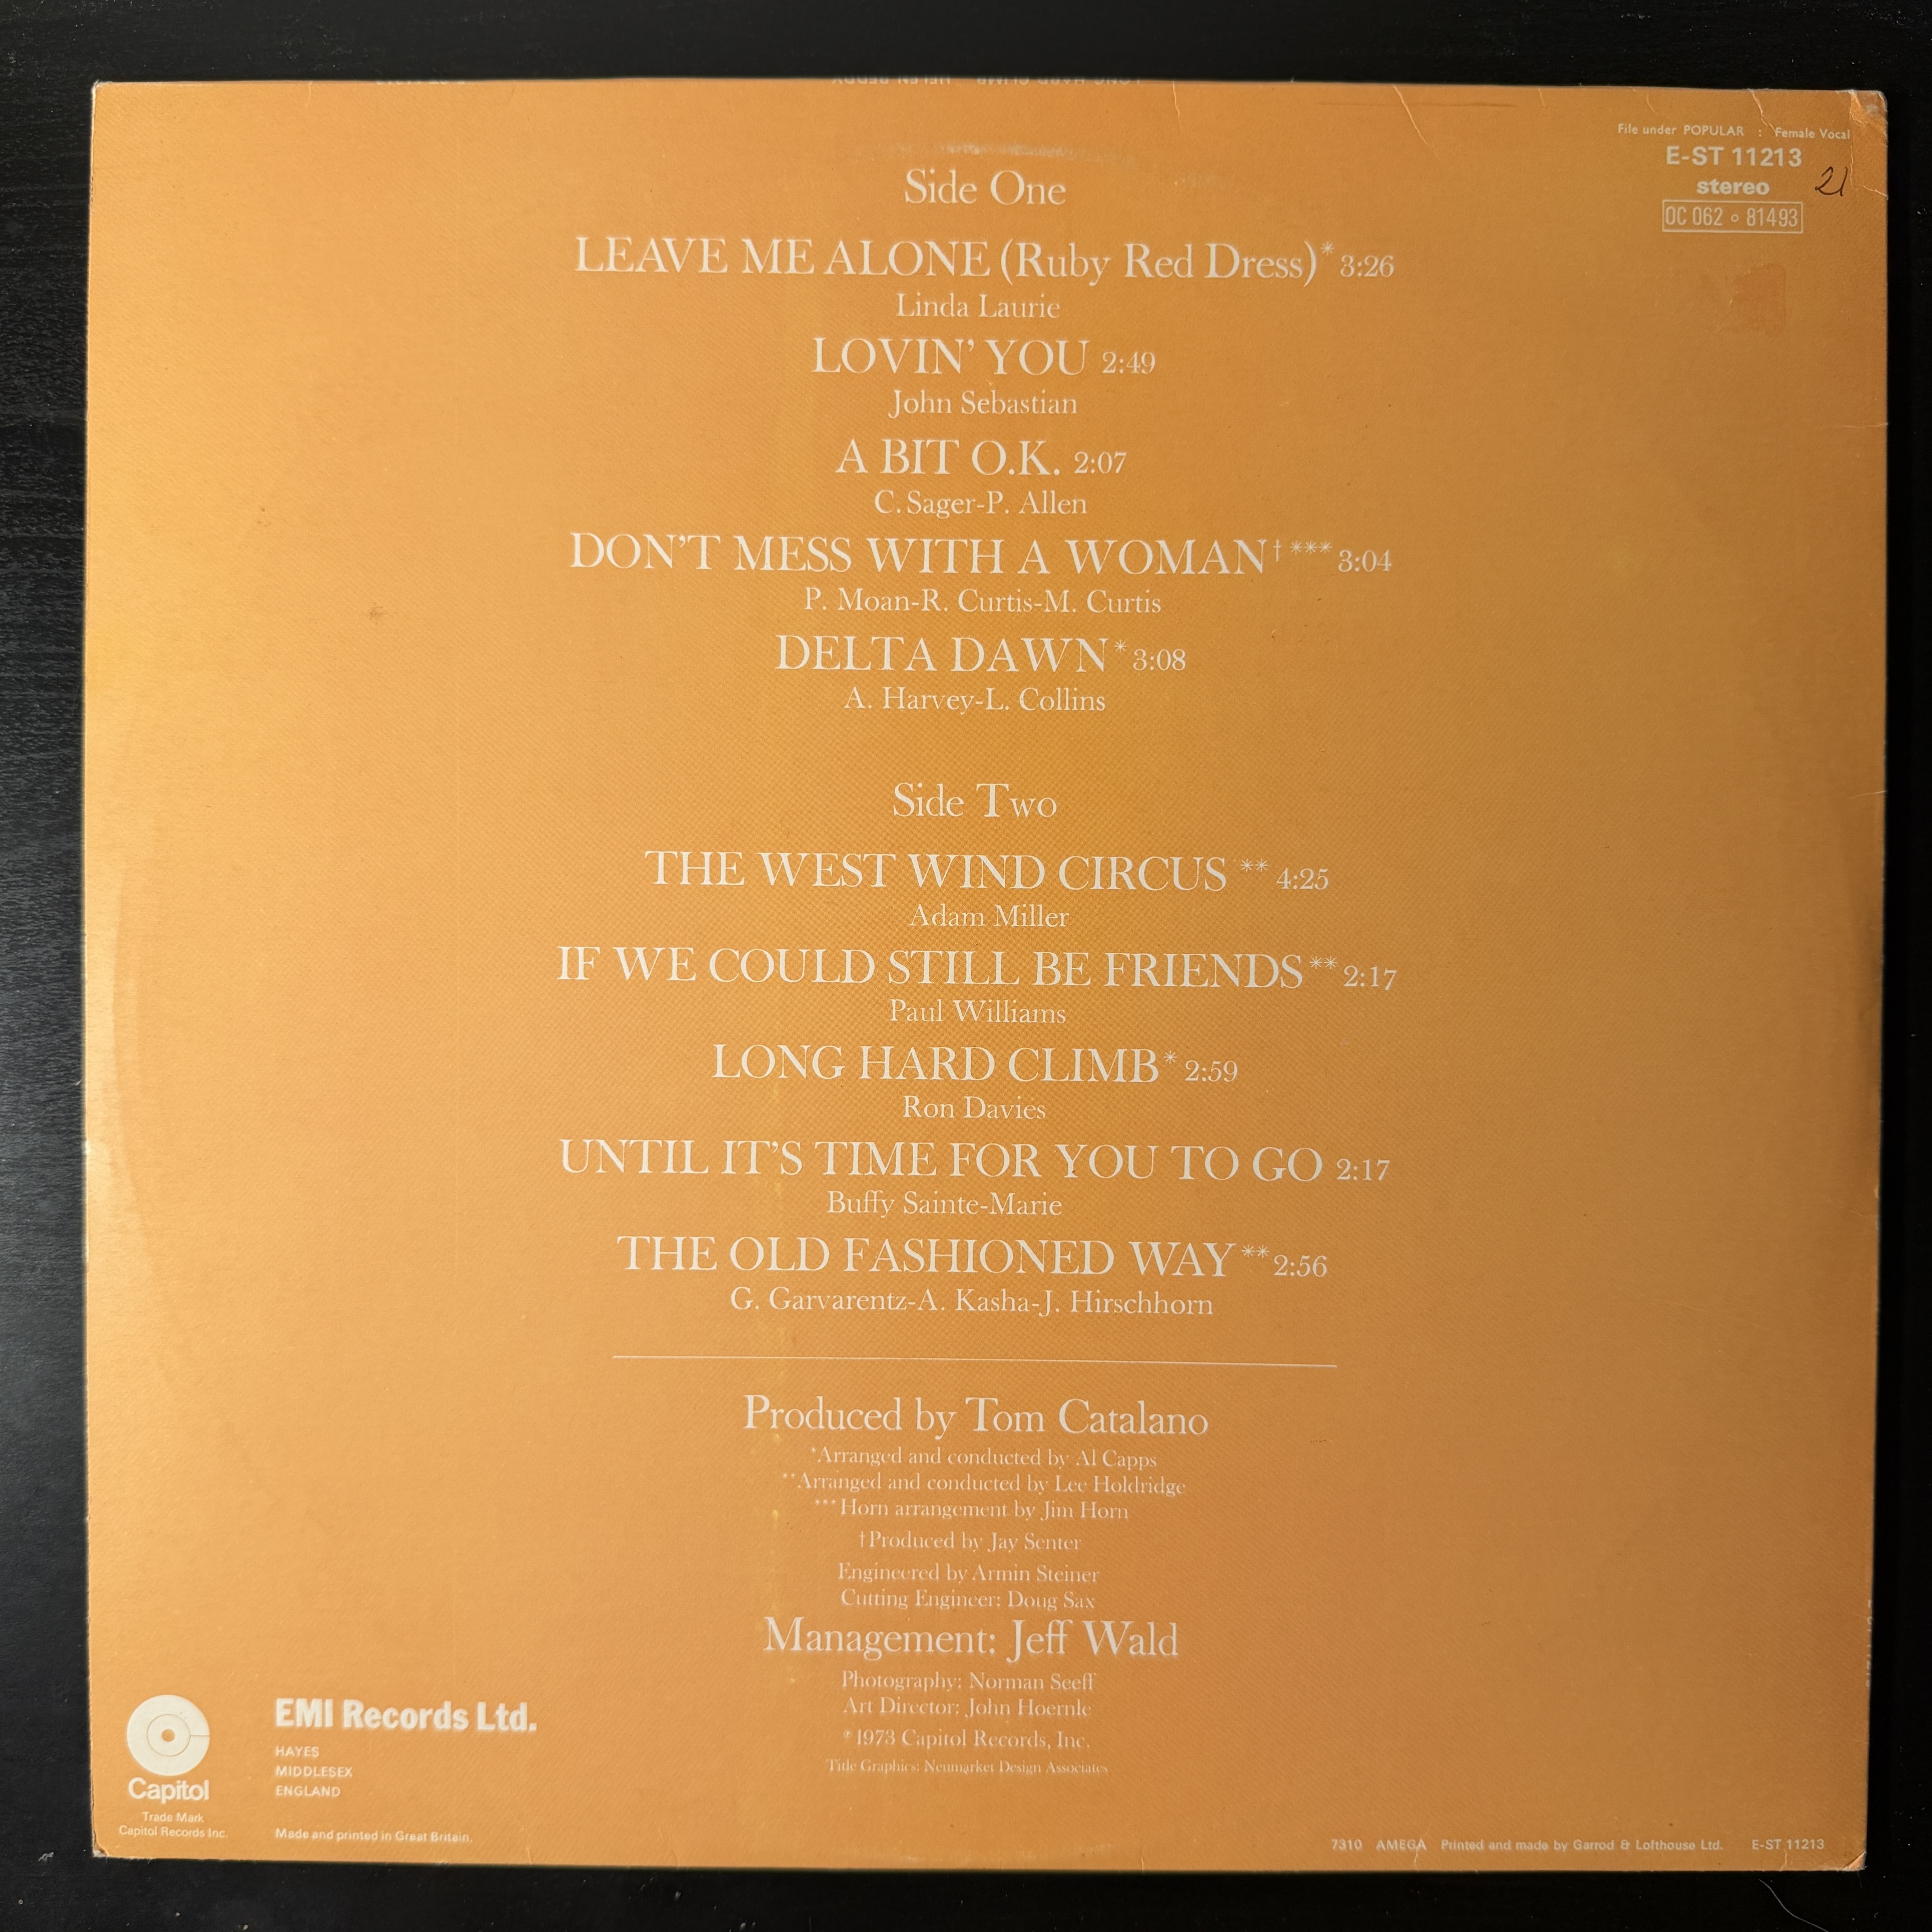 File under POPULAR : Female Vocal
E-ST 11213
stereo
21
OC 062 ∘ 81493
Side One
LEAVE ME ALONE (Ruby Red Dress)* 3:26
Linda Laurie
LOVIN' YOU 2:49
John Sebastian
A BIT O.K. 2:07
C. Sager-P. Allen
DON'T MESS WITH A WOMAN† *** 3:04
P. Moan-R. Curtis-M. Curtis
DELTA DAWN* 3:08
A. Harvey-L. Collins
Side Two
THE WEST WIND CIRCUS ** 4:25
Adam Miller
IF WE COULD STILL BE FRIENDS ** 2:17
Paul Williams
LONG HARD CLIMB* 2:59
Ron Davies
UNTIL IT'S TIME FOR YOU TO GO 2:17
Buffy Sainte-Marie
THE OLD FASHIONED WAY ** 2:56
G. Garvarentz-A. Kasha-J. Hirschhorn
Produced by Tom Catalano
*Arranged and conducted by Al Capps
**Arranged and conducted by Lee Holdridge
***Horn arrangement by Jim Horn
†Produced by Jay Senter
Engineered by Armin Steiner
Cutting Engineer: Doug Sax
Management: Jeff Wald
Photography: Norman Seeff
Art Director: John Hoernle
℗1973 Capitol Records, Inc.
Title Graphics: Neumarket Design Associates
Capitol
Trade Mark
Capitol Records Inc.
EMI Records Ltd.
HAYES
MIDDLESEX
ENGLAND
Made and printed in Great Britain.
7310 AMEGA Printed and made by Garrod & Lofthouse Ltd. E-ST 11213